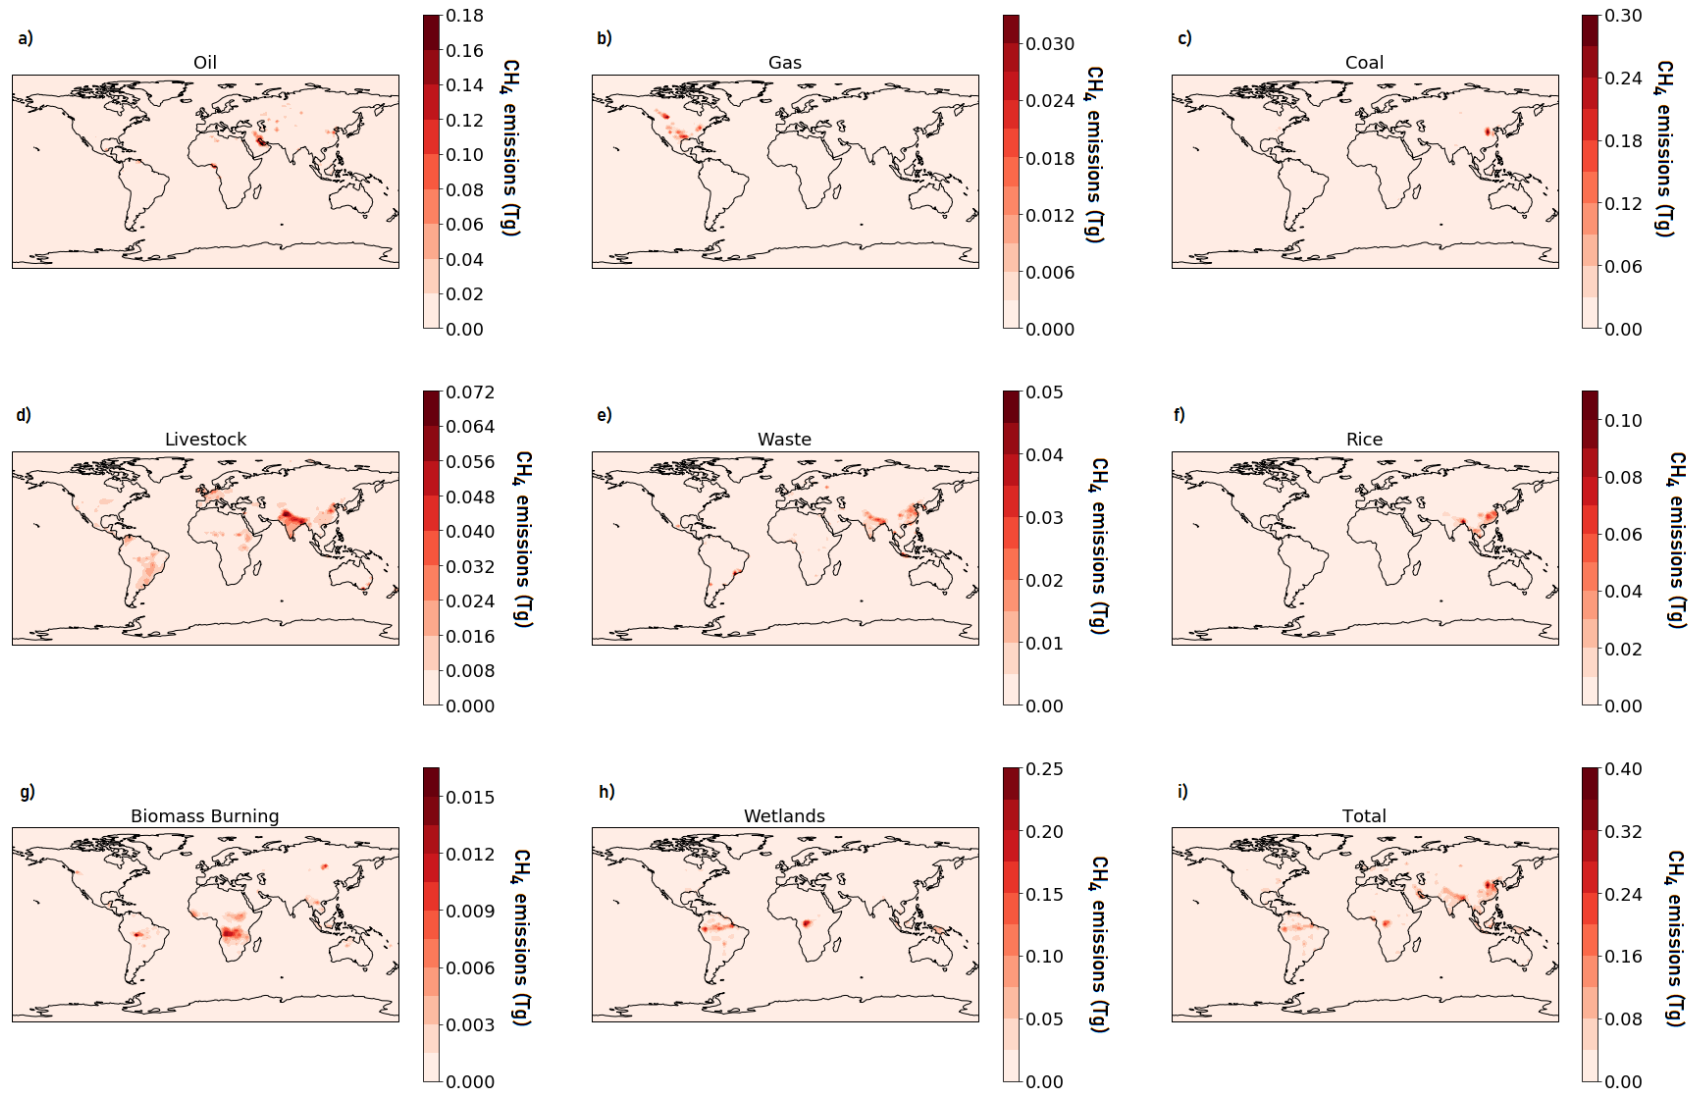 a)
Oil
0.18
0.16
0.14
0.12
0.10
0.08
0.06
0.04
0.02
0.00
CH₄ emissions (Tg)
b)
Gas
0.030
0.024
0.018
0.012
0.006
0.000
CH₄ emissions (Tg)
c)
Coal
0.30
0.24
0.18
0.12
0.06
0.00
CH₄ emissions (Tg)
d)
Livestock
0.072
0.064
0.056
0.048
0.040
0.032
0.024
0.016
0.008
0.000
CH₄ emissions (Tg)
e)
Waste
0.05
0.04
0.03
0.02
0.01
0.00
CH₄ emissions (Tg)
f)
Rice
0.10
0.08
0.06
0.04
0.02
0.00
CH₄ emissions (Tg)
g)
Biomass Burning
0.015
0.012
0.009
0.006
0.003
0.000
CH₄ emissions (Tg)
h)
Wetlands
0.25
0.20
0.15
0.10
0.05
0.00
CH₄ emissions (Tg)
i)
Total
0.40
0.32
0.24
0.16
0.08
0.00
CH₄ emissions (Tg)